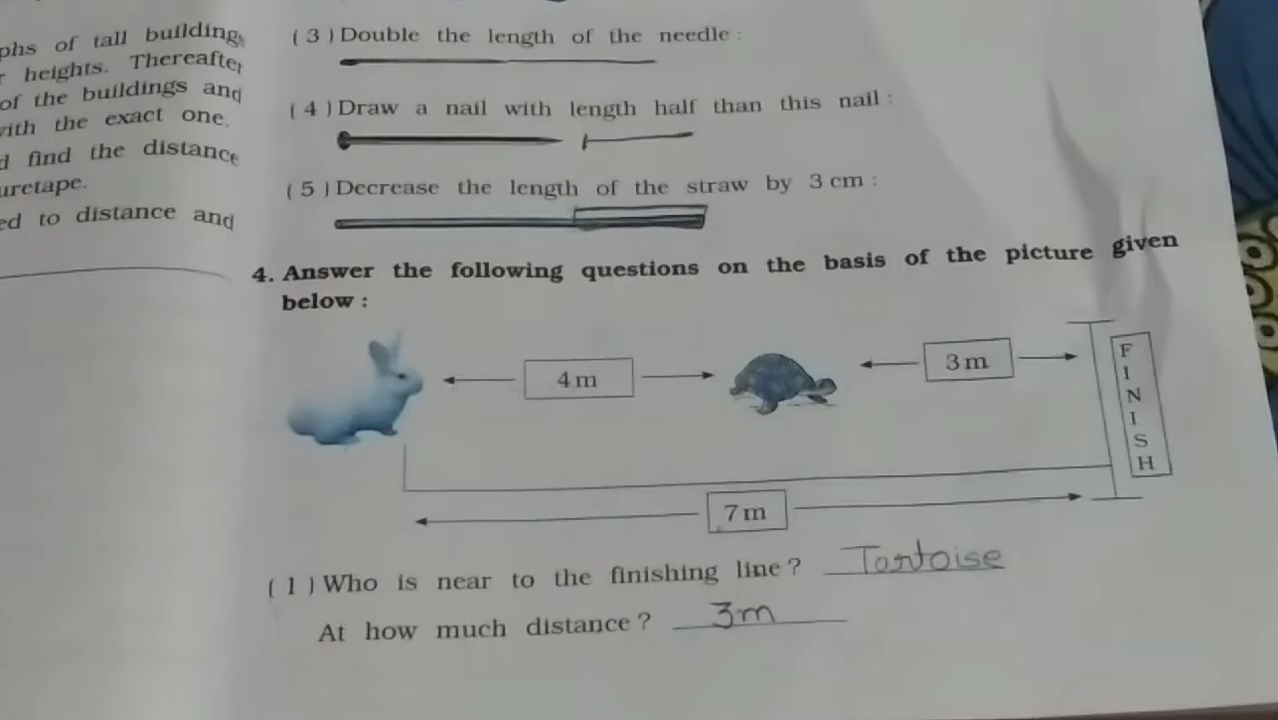 phs of tall building
r heights. Thereafter
of the buildings and
with the exact one.
d find the distance
uretape.
ed to distance and
( 3 ) Double the length of the needle :
( 4 ) Draw a nail with length half than this nail :
( 5 ) Decrease the length of the straw by 3 cm :
4. Answer the following questions on the basis of the picture given
below :
4 m
3 m
FINISH
7 m
( 1 ) Who is near to the finishing line ? Tortoise
At how much distance ? 3m